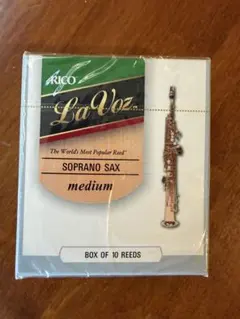 RICO
La Voz
The World's Most Popular Reed
SOPRANO SAX
medium
BOX OF 10 REEDS